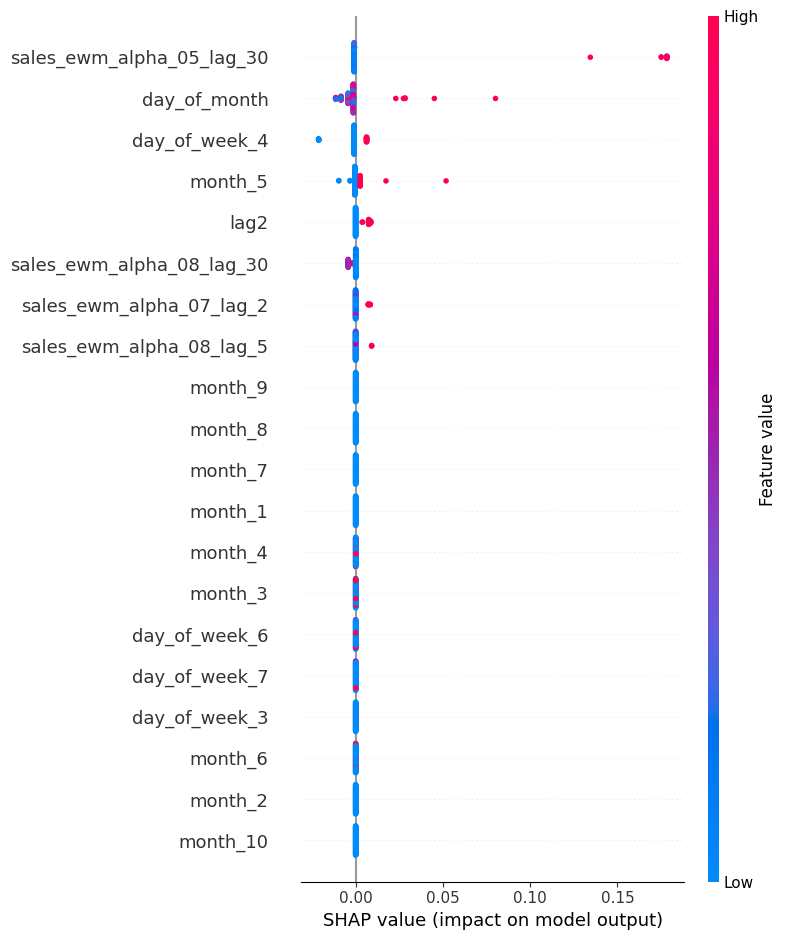 High
sales_ewm_alpha_05_lag_30
day_of_month
day_of_week_4
month_5
lag2
sales_ewm_alpha_08_lag_30
sales_ewm_alpha_07_lag_2
sales_ewm_alpha_08_lag_5
month_9
month_8
month_7
month_1
month_4
month_3
day_of_week_6
day_of_week_7
day_of_week_3
month_6
month_2
month_10
Feature value
Low
0.00 0.05 0.10 0.15
SHAP value (impact on model output)